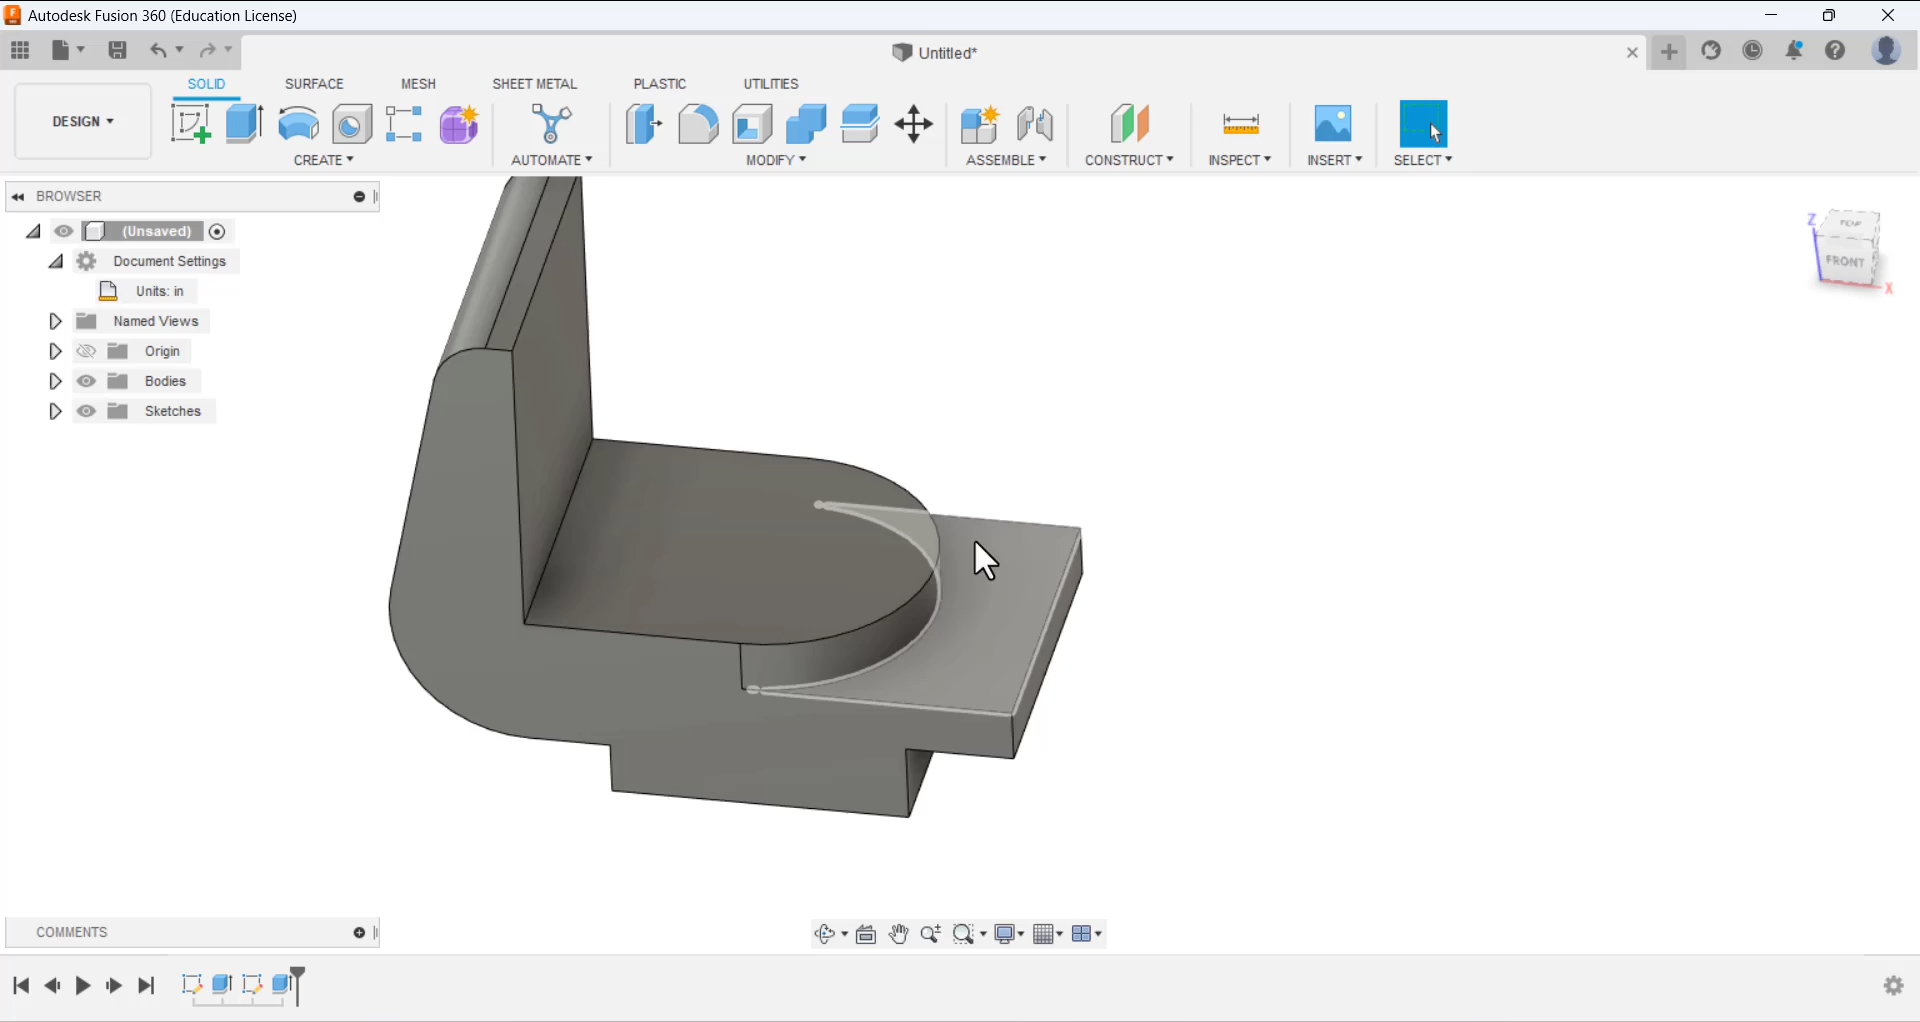 Autodesk Fusion 360 (Education License)
Untitled*
SOLID SURFACE MESH SHEET METAL PLASTIC UTILITIES
DESIGN
CREATE AUTOMATE MODIFY ASSEMBLE CONSTRUCT INSPECT INSERT SELECT
BROWSER
(Unsaved)
Document Settings
Units: in
Named Views
Origin
Bodies
Sketches
Z
FRONT
X
COMMENTS